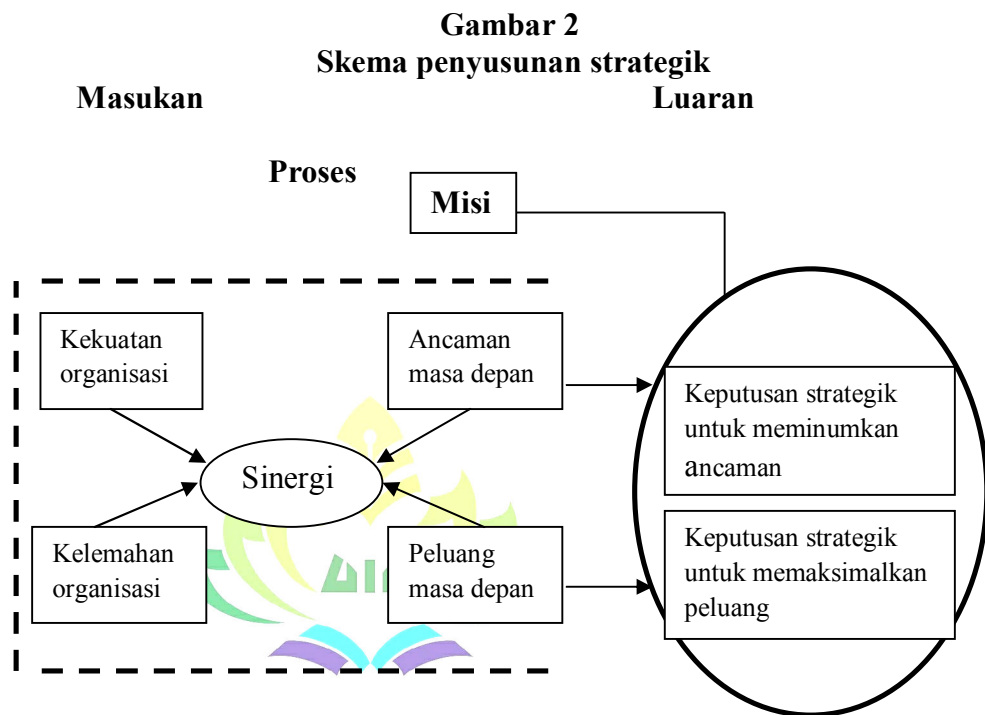 Gambar 2
Skema penyusunan strategik
Masukan
Luaran
Proses
Misi
Kekuatan
organisasi
Ancaman
masa depan
Keputusan strategik
untuk meminumkan
ancaman
Sinergi
Kelemahan
organisasi
Peluang
masa depan
Keputusan strategik
untuk memaksimalkan
peluang